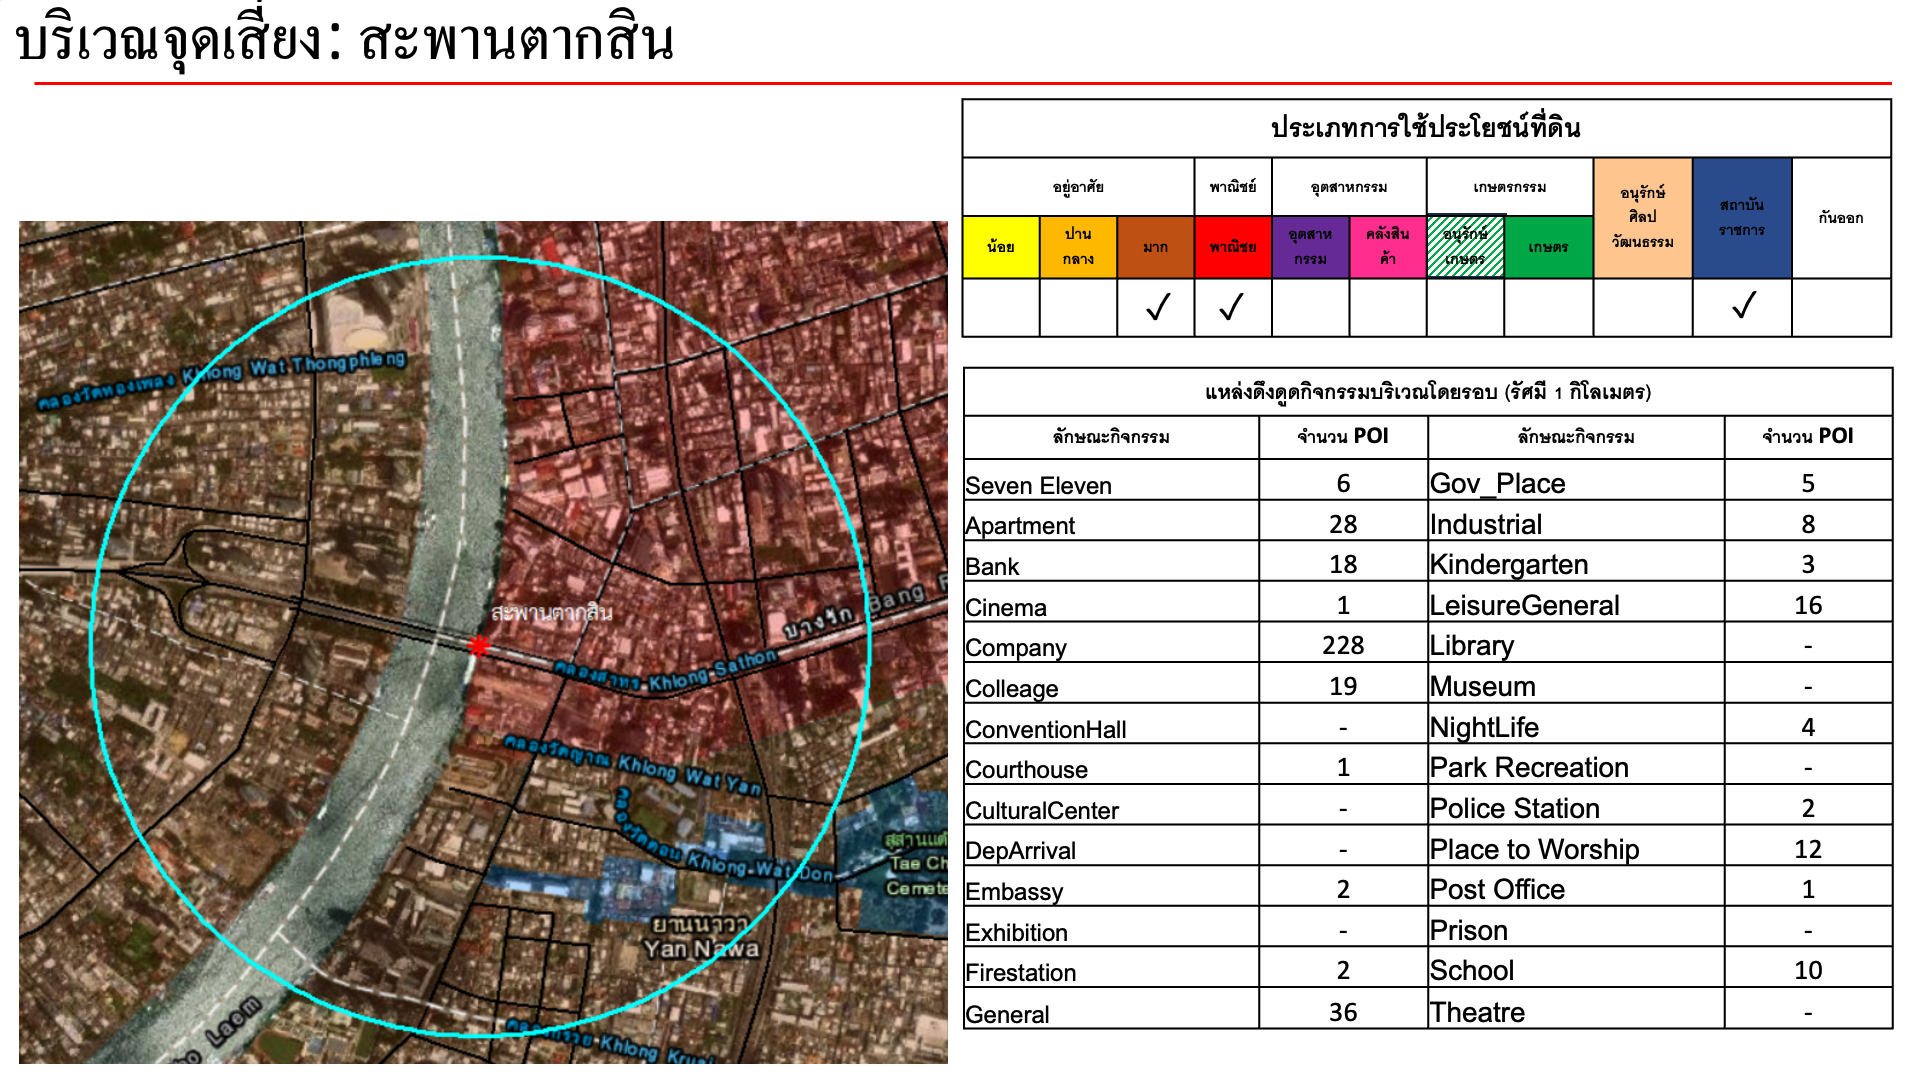 บริเวณจุดเสี่ยง: สะพานตากสิน
คลองวัดทองเพลง Khlong Wat Thongphleng
สะพานตากสิน
บางรัก Bang
คลองสาทร Khlong Sathon
คลองวัดญาณ Khlong Wat Yan
คลองวัดดอน Khlong Wat Don
สุสานแต้
Tae Ch
Cemete
ยานนาวา
Yan Nawa
ho Laem
คลองกรวย Khlong Kruai
ประเภทการใช้ประโยชน์ที่ดิน
อยู่อาศัย พาณิชย์ อุตสาหกรรม เกษตรกรรม อนุรักษ์ศิลปวัฒนธรรม สถาบันราชการ กันออก
น้อย ปานกลาง มาก พาณิชย อุตสาหกรรม คลังสินค้า อนุรักษ์เกษตร เกษตร
✓ ✓ ✓
แหล่งดึงดูดกิจกรรมบริเวณโดยรอบ (รัศมี 1 กิโลเมตร)
ลักษณะกิจกรรม จำนวน POI ลักษณะกิจกรรม จำนวน POI
Seven Eleven 6 Gov_Place 5
Apartment 28 Industrial 8
Bank 18 Kindergarten 3
Cinema 1 LeisureGeneral 16
Company 228 Library -
Colleage 19 Museum -
ConventionHall - NightLife 4
Courthouse 1 Park Recreation -
CulturalCenter - Police Station 2
DepArrival - Place to Worship 12
Embassy 2 Post Office 1
Exhibition - Prison -
Firestation 2 School 10
General 36 Theatre -